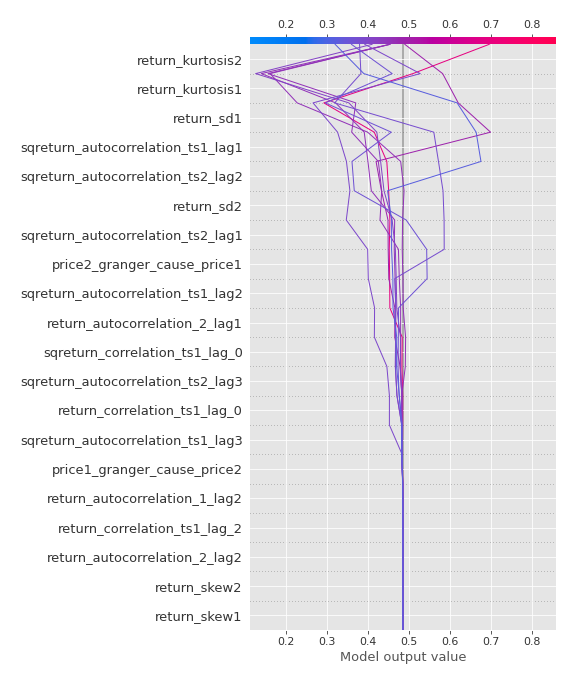 0.2 0.3 0.4 0.5 0.6 0.7 0.8
return_kurtosis2
return_kurtosis1
return_sd1
sqreturn_autocorrelation_ts1_lag1
sqreturn_autocorrelation_ts2_lag2
return_sd2
sqreturn_autocorrelation_ts2_lag1
price2_granger_cause_price1
sqreturn_autocorrelation_ts1_lag2
return_autocorrelation_2_lag1
sqreturn_correlation_ts1_lag_0
sqreturn_autocorrelation_ts2_lag3
return_correlation_ts1_lag_0
sqreturn_autocorrelation_ts1_lag3
price1_granger_cause_price2
return_autocorrelation_1_lag2
return_correlation_ts1_lag_2
return_autocorrelation_2_lag2
return_skew2
return_skew1
0.2 0.3 0.4 0.5 0.6 0.7 0.8
Model output value